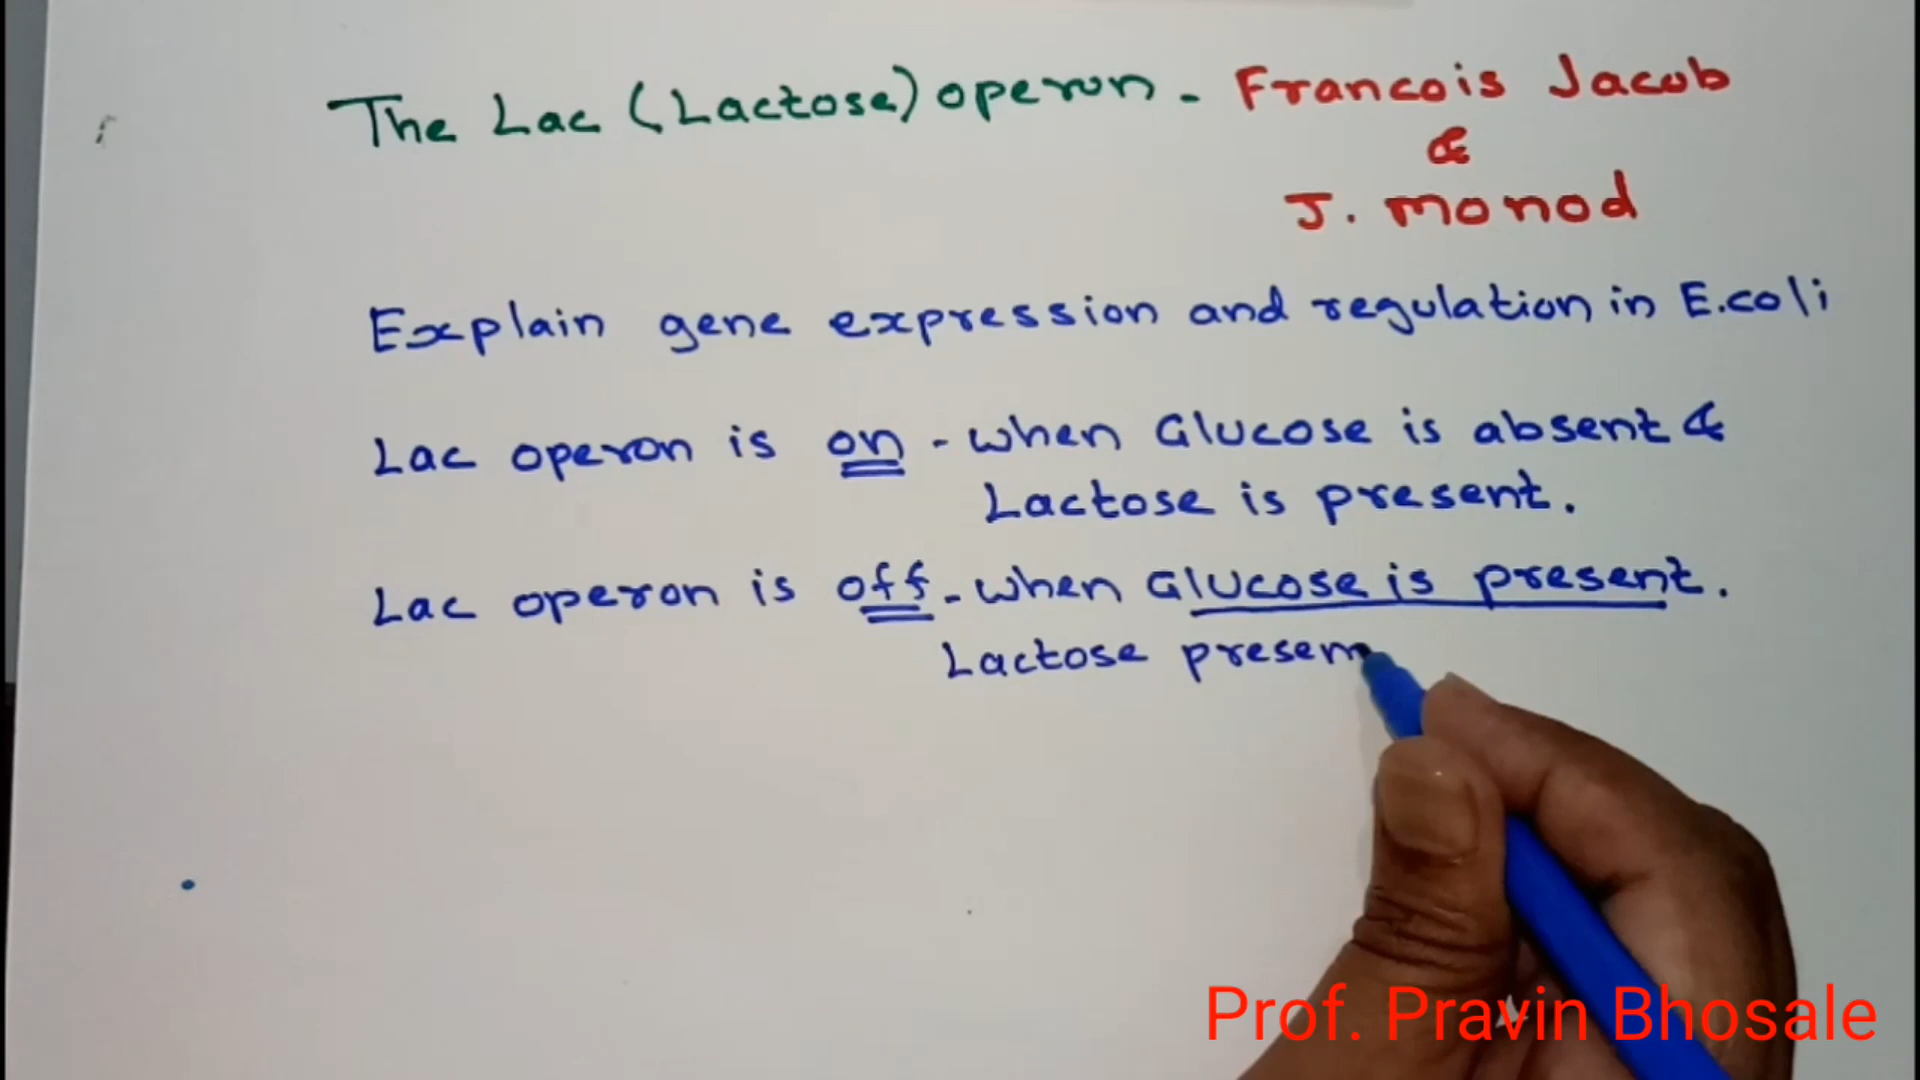 The Lac (Lactose) operon - Francois Jacob
&
J. Monod
Explain gene expression and regulation in E.coli
Lac operon is on - when Glucose is absent &
Lactose is present.
Lac operon is off - when Glucose is present.
Lactose presen
Prof. Pravin Bhosale